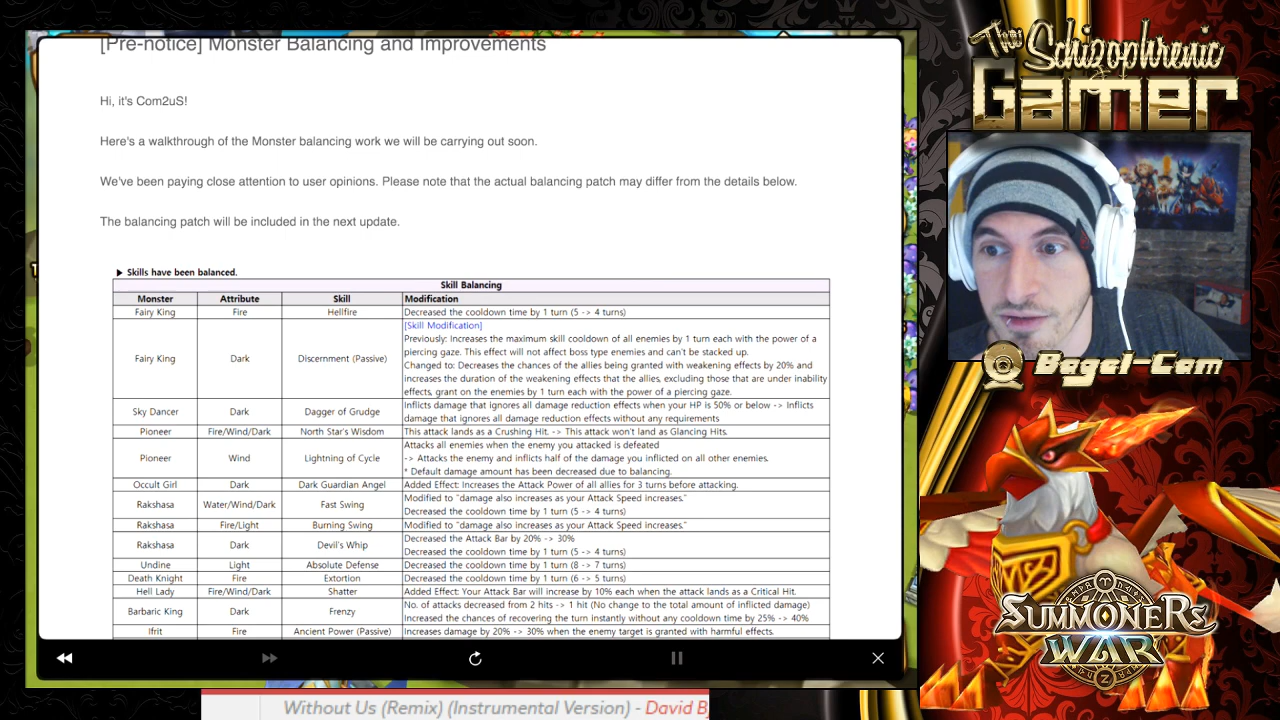 [Pre-notice] Monster Balancing and Improvements
Hi, it's Com2uS!
Here's a walkthrough of the Monster balancing work we will be carrying out soon.
We've been paying close attention to user opinions. Please note that the actual balancing patch may differ from the details below.
The balancing patch will be included in the next update.
▶ Skills have been balanced.
Skill Balancing
Monster Attribute Skill Modification
Fairy King Fire Hellfire Decreased the cooldown time by 1 turn (5 -> 4 turns)
[Skill Modification]
Previously: Increases the maximum skill cooldown of all enemies by 1 turn each with the power of a
piercing gaze. This effect will not affect boss type enemies and can't be stacked up.
Fairy King Dark Discernment (Passive) Changed to: Decreases the chances of the allies being granted with weakening effects by 20% and
increases the duration of the weakening effects that the allies, excluding those that are under inability
effects, grant on the enemies by 1 turn each with the power of a piercing gaze.
Sky Dancer Dark Dagger of Grudge Inflicts damage that ignores all damage reduction effects when your HP is 50% or below -> Inflicts
damage that ignores all damage reduction effects without any requirements
Pioneer Fire/Wind/Dark North Star's Wisdom This attack lands as a Crushing Hit. -> This attack won't land as Glancing Hits.
Attacks all enemies when the enemy you attacked is defeated
Pioneer Wind Lightning of Cycle -> Attacks the enemy and inflicts half of the damage you inflicted on all other enemies.
* Default damage amount has been decreased due to balancing.
Occult Girl Dark Dark Guardian Angel Added Effect: Increases the Attack Power of all allies for 3 turns before attacking.
Rakshasa Water/Wind/Dark Fast Swing Modified to "damage also increases as your Attack Speed increases."
Decreased the cooldown time by 1 turn (5 -> 4 turns)
Rakshasa Fire/Light Burning Swing Modified to "damage also increases as your Attack Speed increases."
Rakshasa Dark Devil's Whip Decreased the Attack Bar by 20% -> 30%
Decreased the cooldown time by 1 turn (5 -> 4 turns)
Undine Light Absolute Defense Decreased the cooldown time by 1 turn (8 -> 7 turns)
Death Knight Fire Extortion Decreased the cooldown time by 1 turn (6 -> 5 turns)
Hell Lady Fire/Wind/Dark Shatter Added Effect: Your Attack Bar will increase by 10% each when the attack lands as a Critical Hit.
Barbaric King Dark Frenzy No. of attacks decreased from 2 hits -> 1 hit (No change to the total amount of inflicted damage)
Increased the chances of recovering the turn instantly without any cooldown time by 25% -> 40%
Ifrit Fire Ancient Power (Passive) Increases damage by 20% -> 30% when the enemy target is granted with harmful effects.
The Schizophrenic
Gamer
Bagel-Cam
SUMMONERS
WAR
Without Us (Remix) (Instrumental Version) - David B